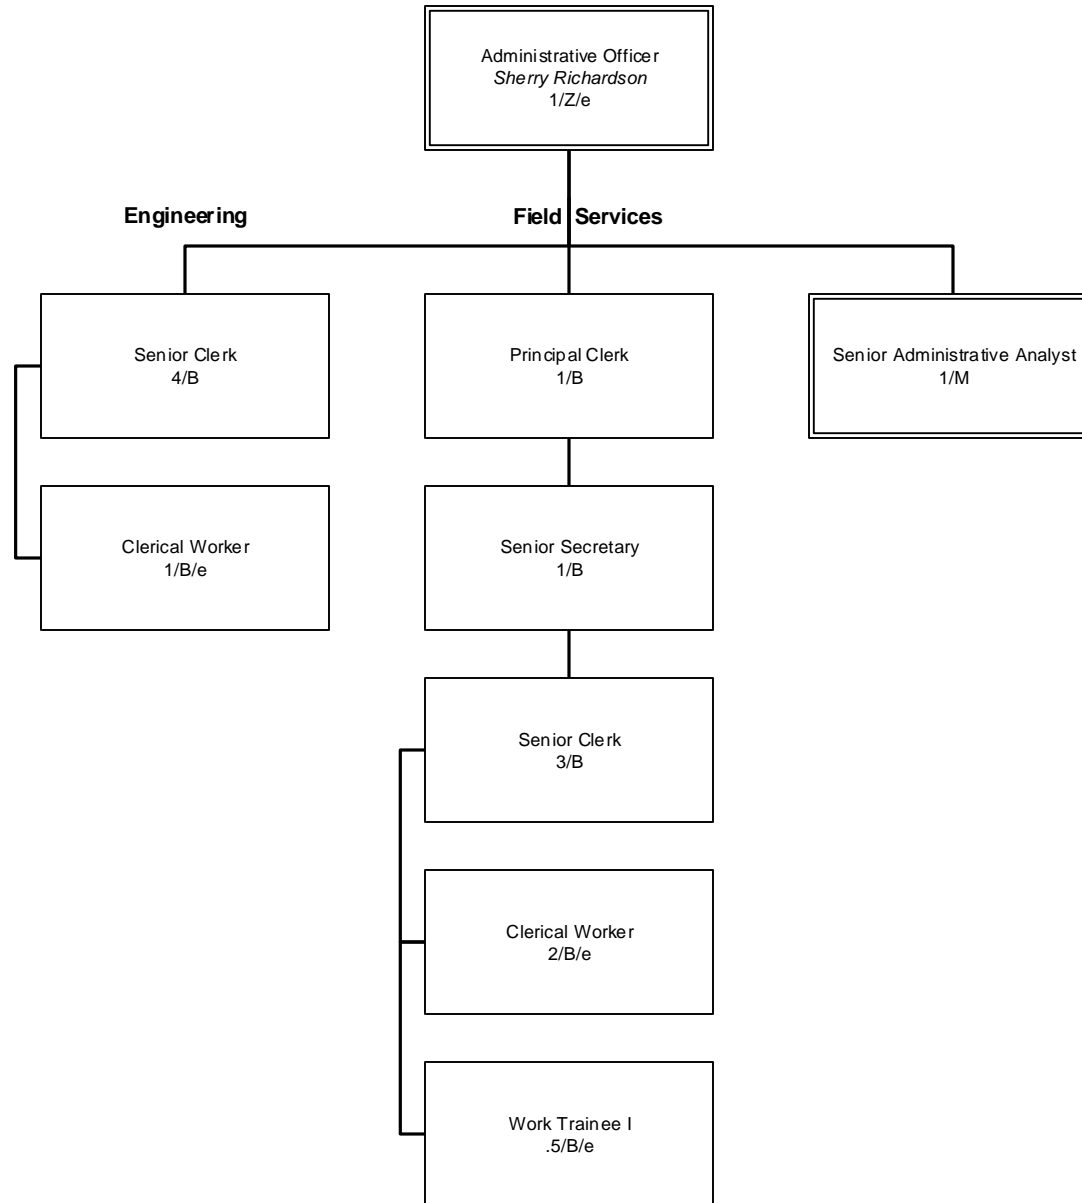 Administrative Officer
Sherry Richardson
1/Z/e
Engineering
Field Services
Senior Clerk
4/B
Principal Clerk
1/B
Senior Administrative Analyst
1/M
Clerical Worker
1/B/e
Senior Secretary
1/B
Senior Clerk
3/B
Clerical Worker
2/B/e
Work Trainee I
.5/B/e